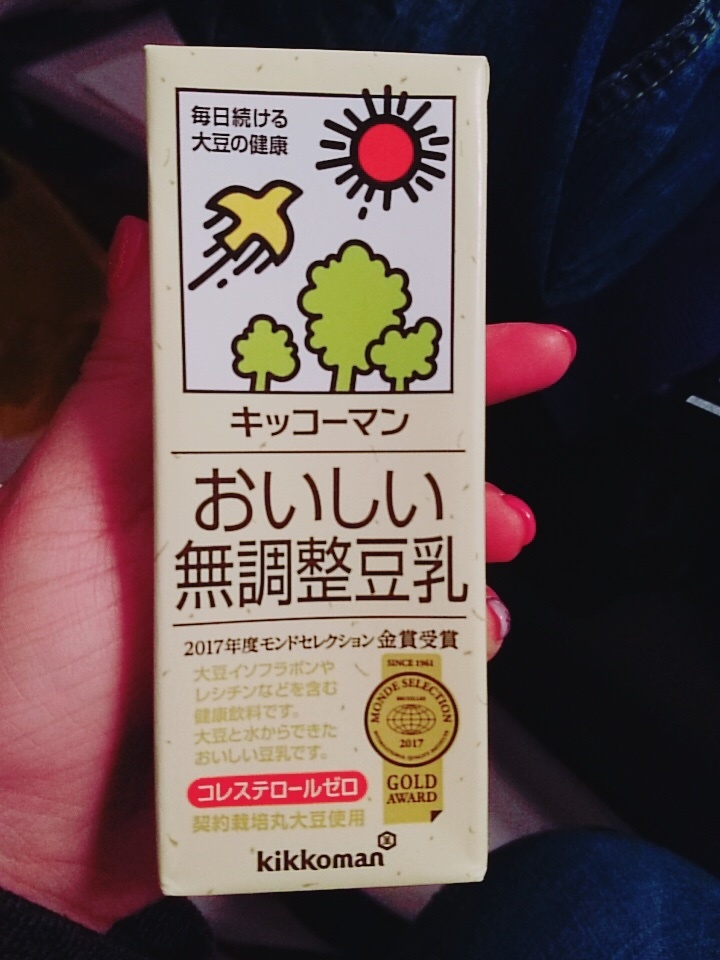 毎日続ける
大豆の健康
キッコーマン
おいしい
無調整豆乳
2017年度モンドセレクション金賞受賞
大豆イソフラボンや
レシチンなどを含む
健康飲料です。
大豆と水からできた
おいしい豆乳です。
SINCE 1961
MONDE SELECTION
BRUXELLES
2017
GOLD
AWARD
コレステロールゼロ
契約栽培丸大豆使用
kikkoman